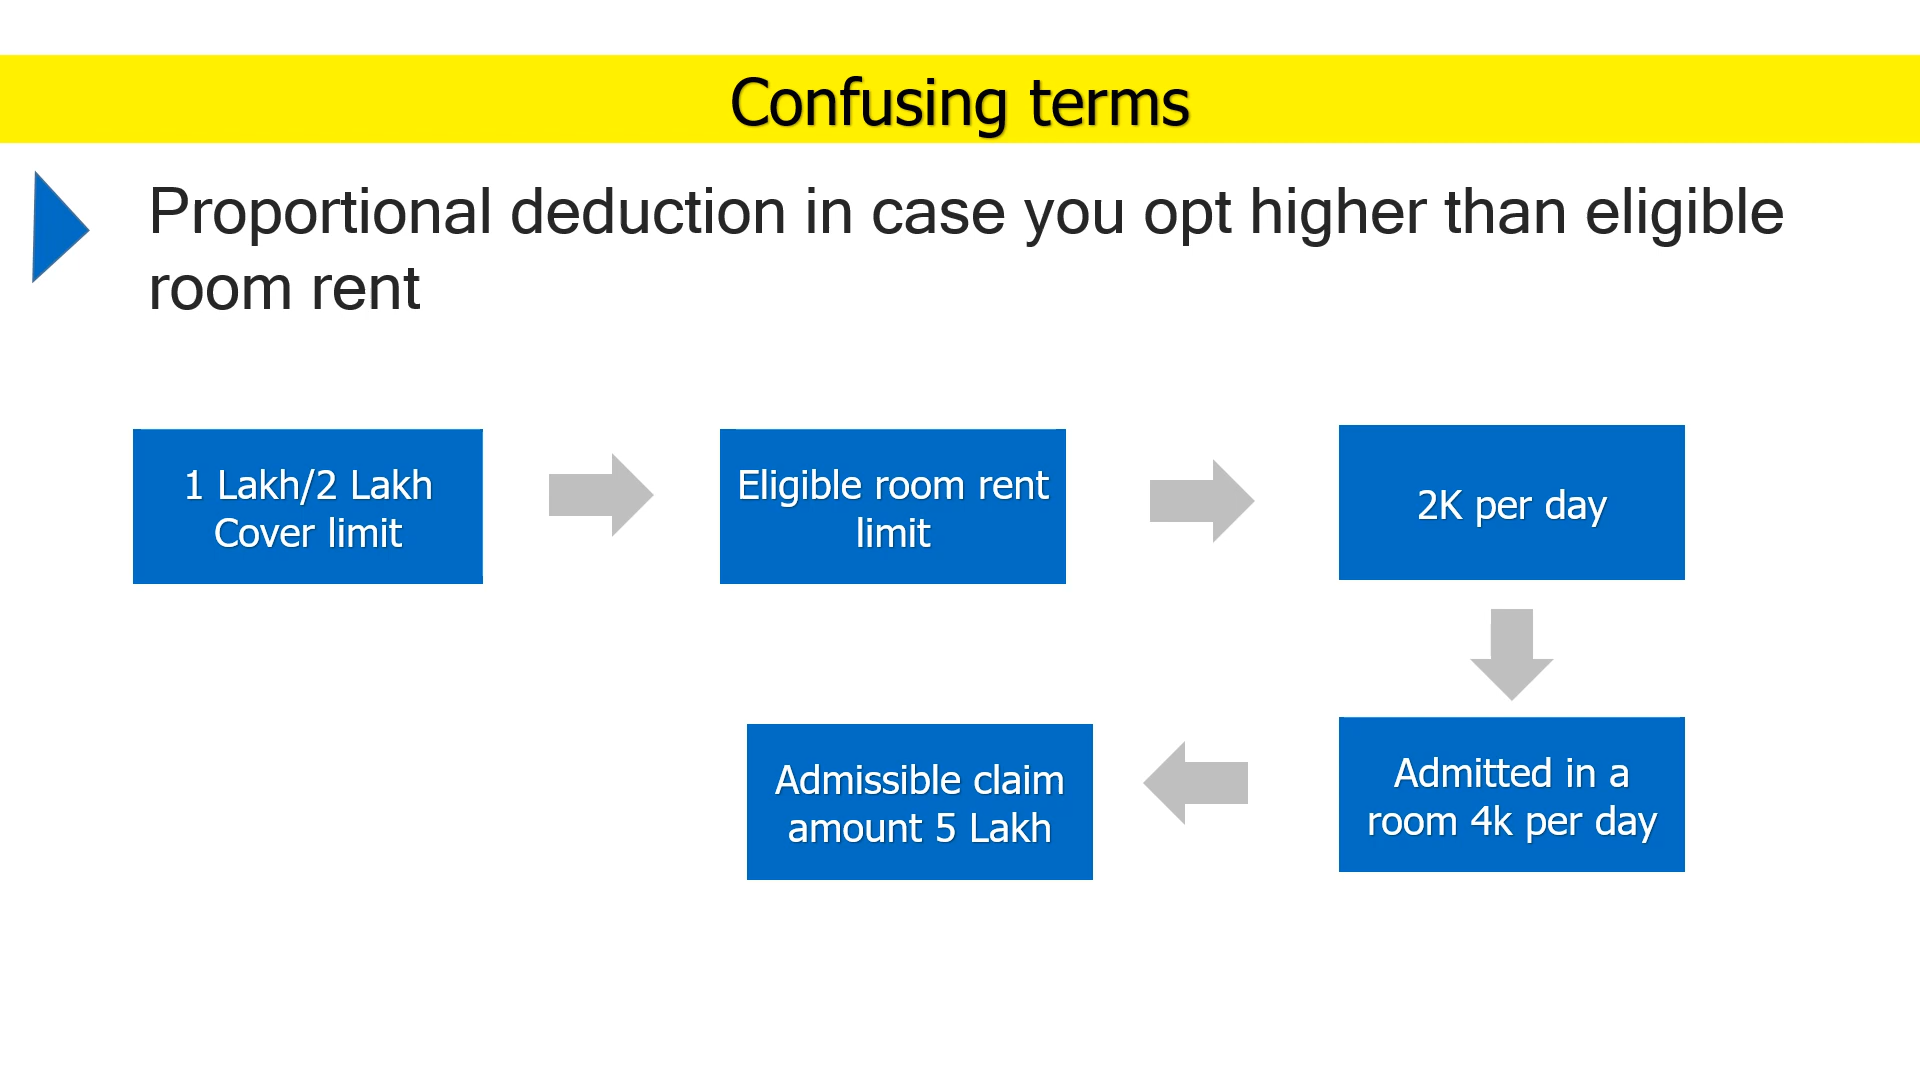 Confusing terms
Proportional deduction in case you opt higher than eligible
room rent
1 Lakh/2 Lakh
Cover limit
Eligible room rent
limit
2K per day
Admitted in a
room 4k per day
Admissible claim
amount 5 Lakh